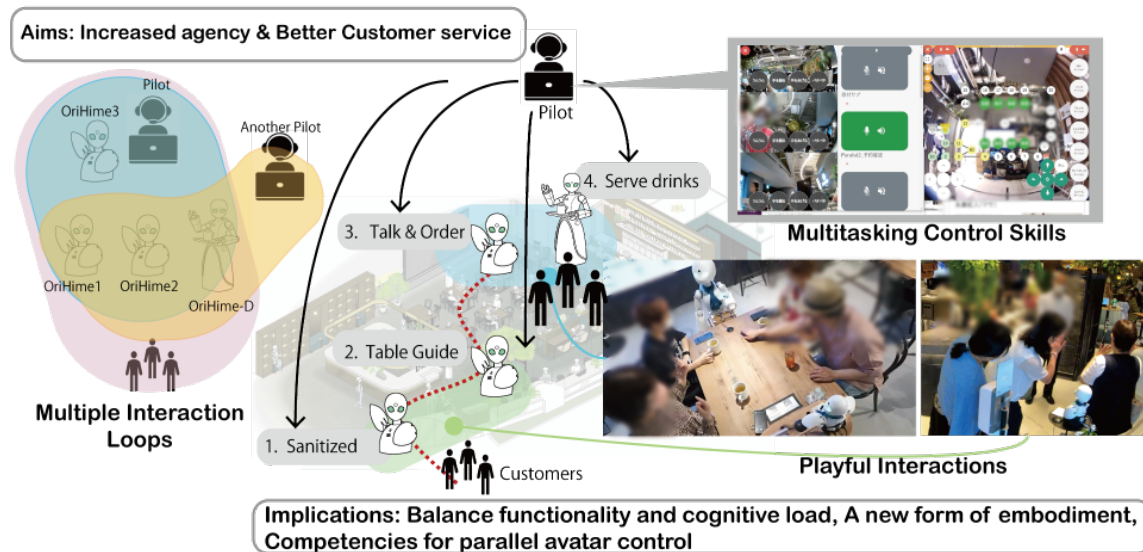 Aims: Increased agency & Better Customer service
Pilot
OriHime3
Another Pilot
OriHime1
OriHime2
OriHime-D
Multiple Interaction
Loops
Pilot
4. Serve drinks
3. Talk & Order
2. Table Guide
1. Sanitized
Customers
Multitasking Control Skills
Playful Interactions
Implications: Balance functionality and cognitive load, A new form of embodiment,
Competencies for parallel avatar control